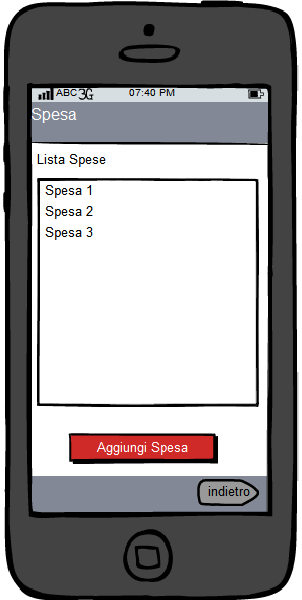 ABC 3G 07:40 PM
Spesa
Lista Spese
Spesa 1
Spesa 2
Spesa 3
Aggiungi Spesa
indietro